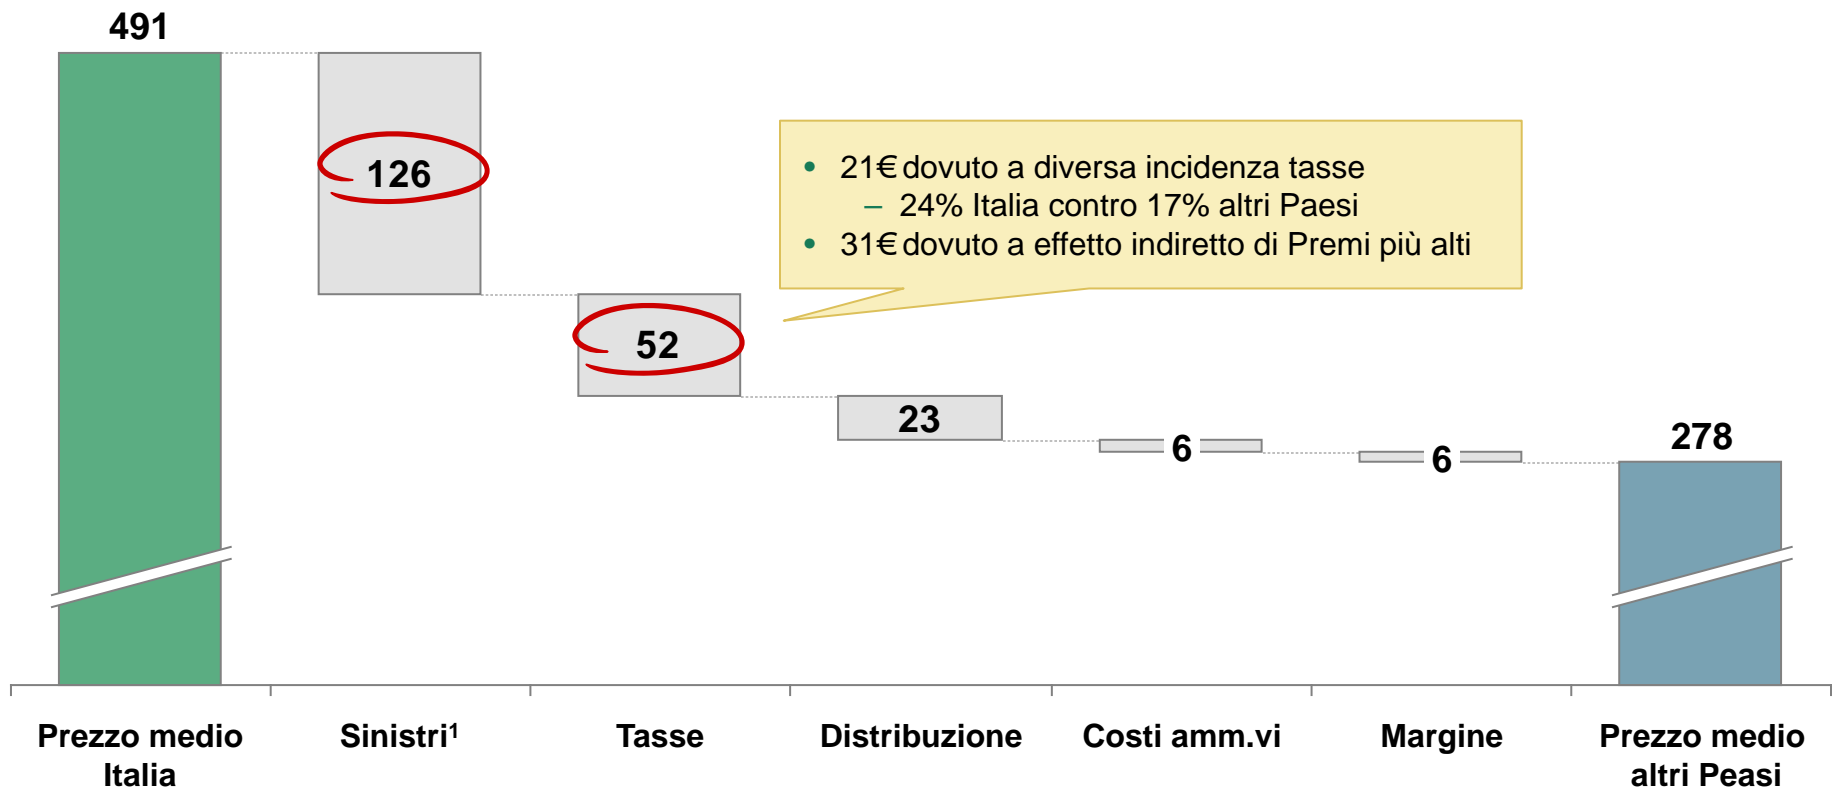 491
126
• 21€ dovuto a diversa incidenza tasse
– 24% Italia contro 17% altri Paesi
• 31€ dovuto a effetto indiretto di Premi più alti
52
23
6
6
278
Prezzo medio
Italia
Sinistri¹
Tasse
Distribuzione
Costi amm.vi
Margine
Prezzo medio
altri Peasi